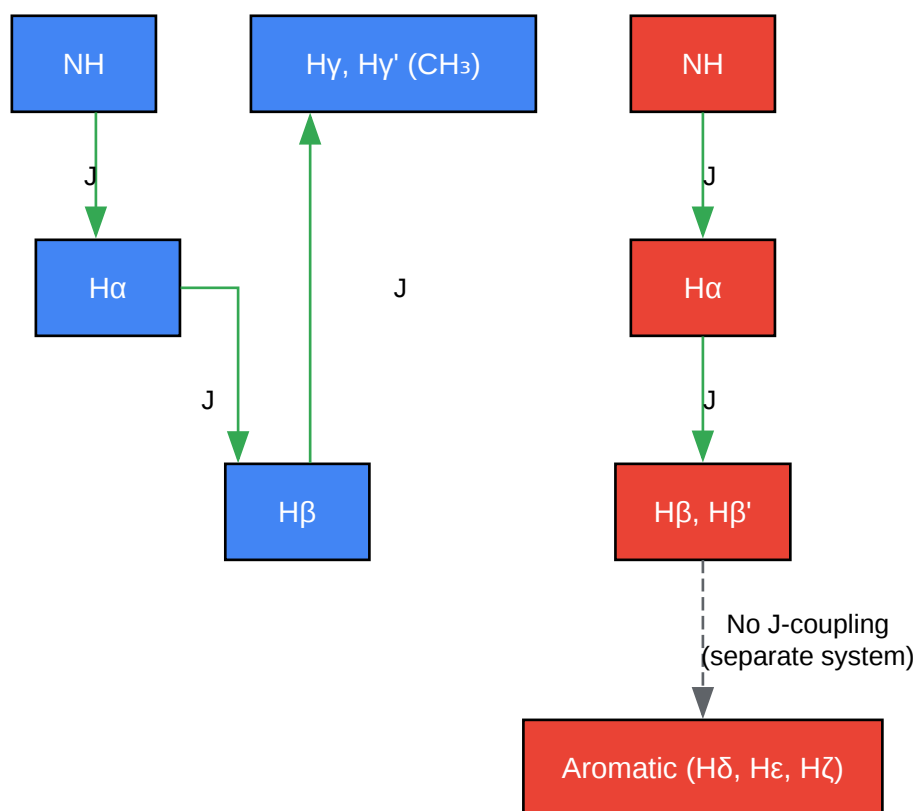 NH
Hγ, Hγ' (CH₃)
NH
J
J
Hα
J
Hα
J
J
Hβ
Hβ, Hβ'
No J-coupling
(separate system)
Aromatic (Hδ, Hε, Hζ)